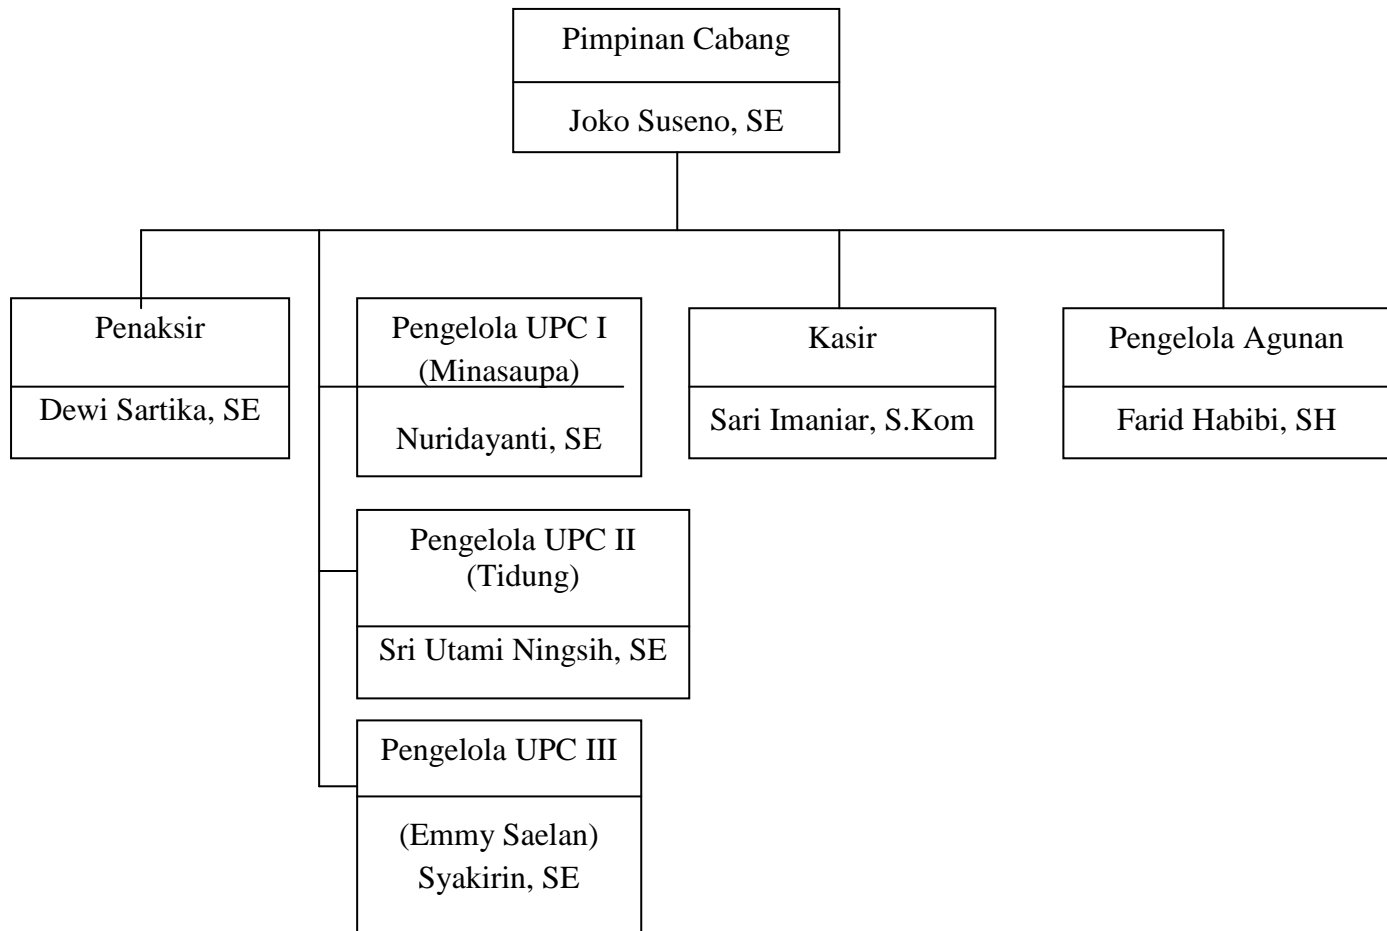 Pimpinan Cabang
Joko Suseno, SE
Penaksir
Dewi Sartika, SE
Pengelola UPC I
(Minasaupa)
Nuridayanti, SE
Kasir
Sari Imaniar, S.Kom
Pengelola Agunan
Farid Habibi, SH
Pengelola UPC II
(Tidung)
Sri Utami Ningsih, SE
Pengelola UPC III
(Emmy Saelan)
Syakirin, SE